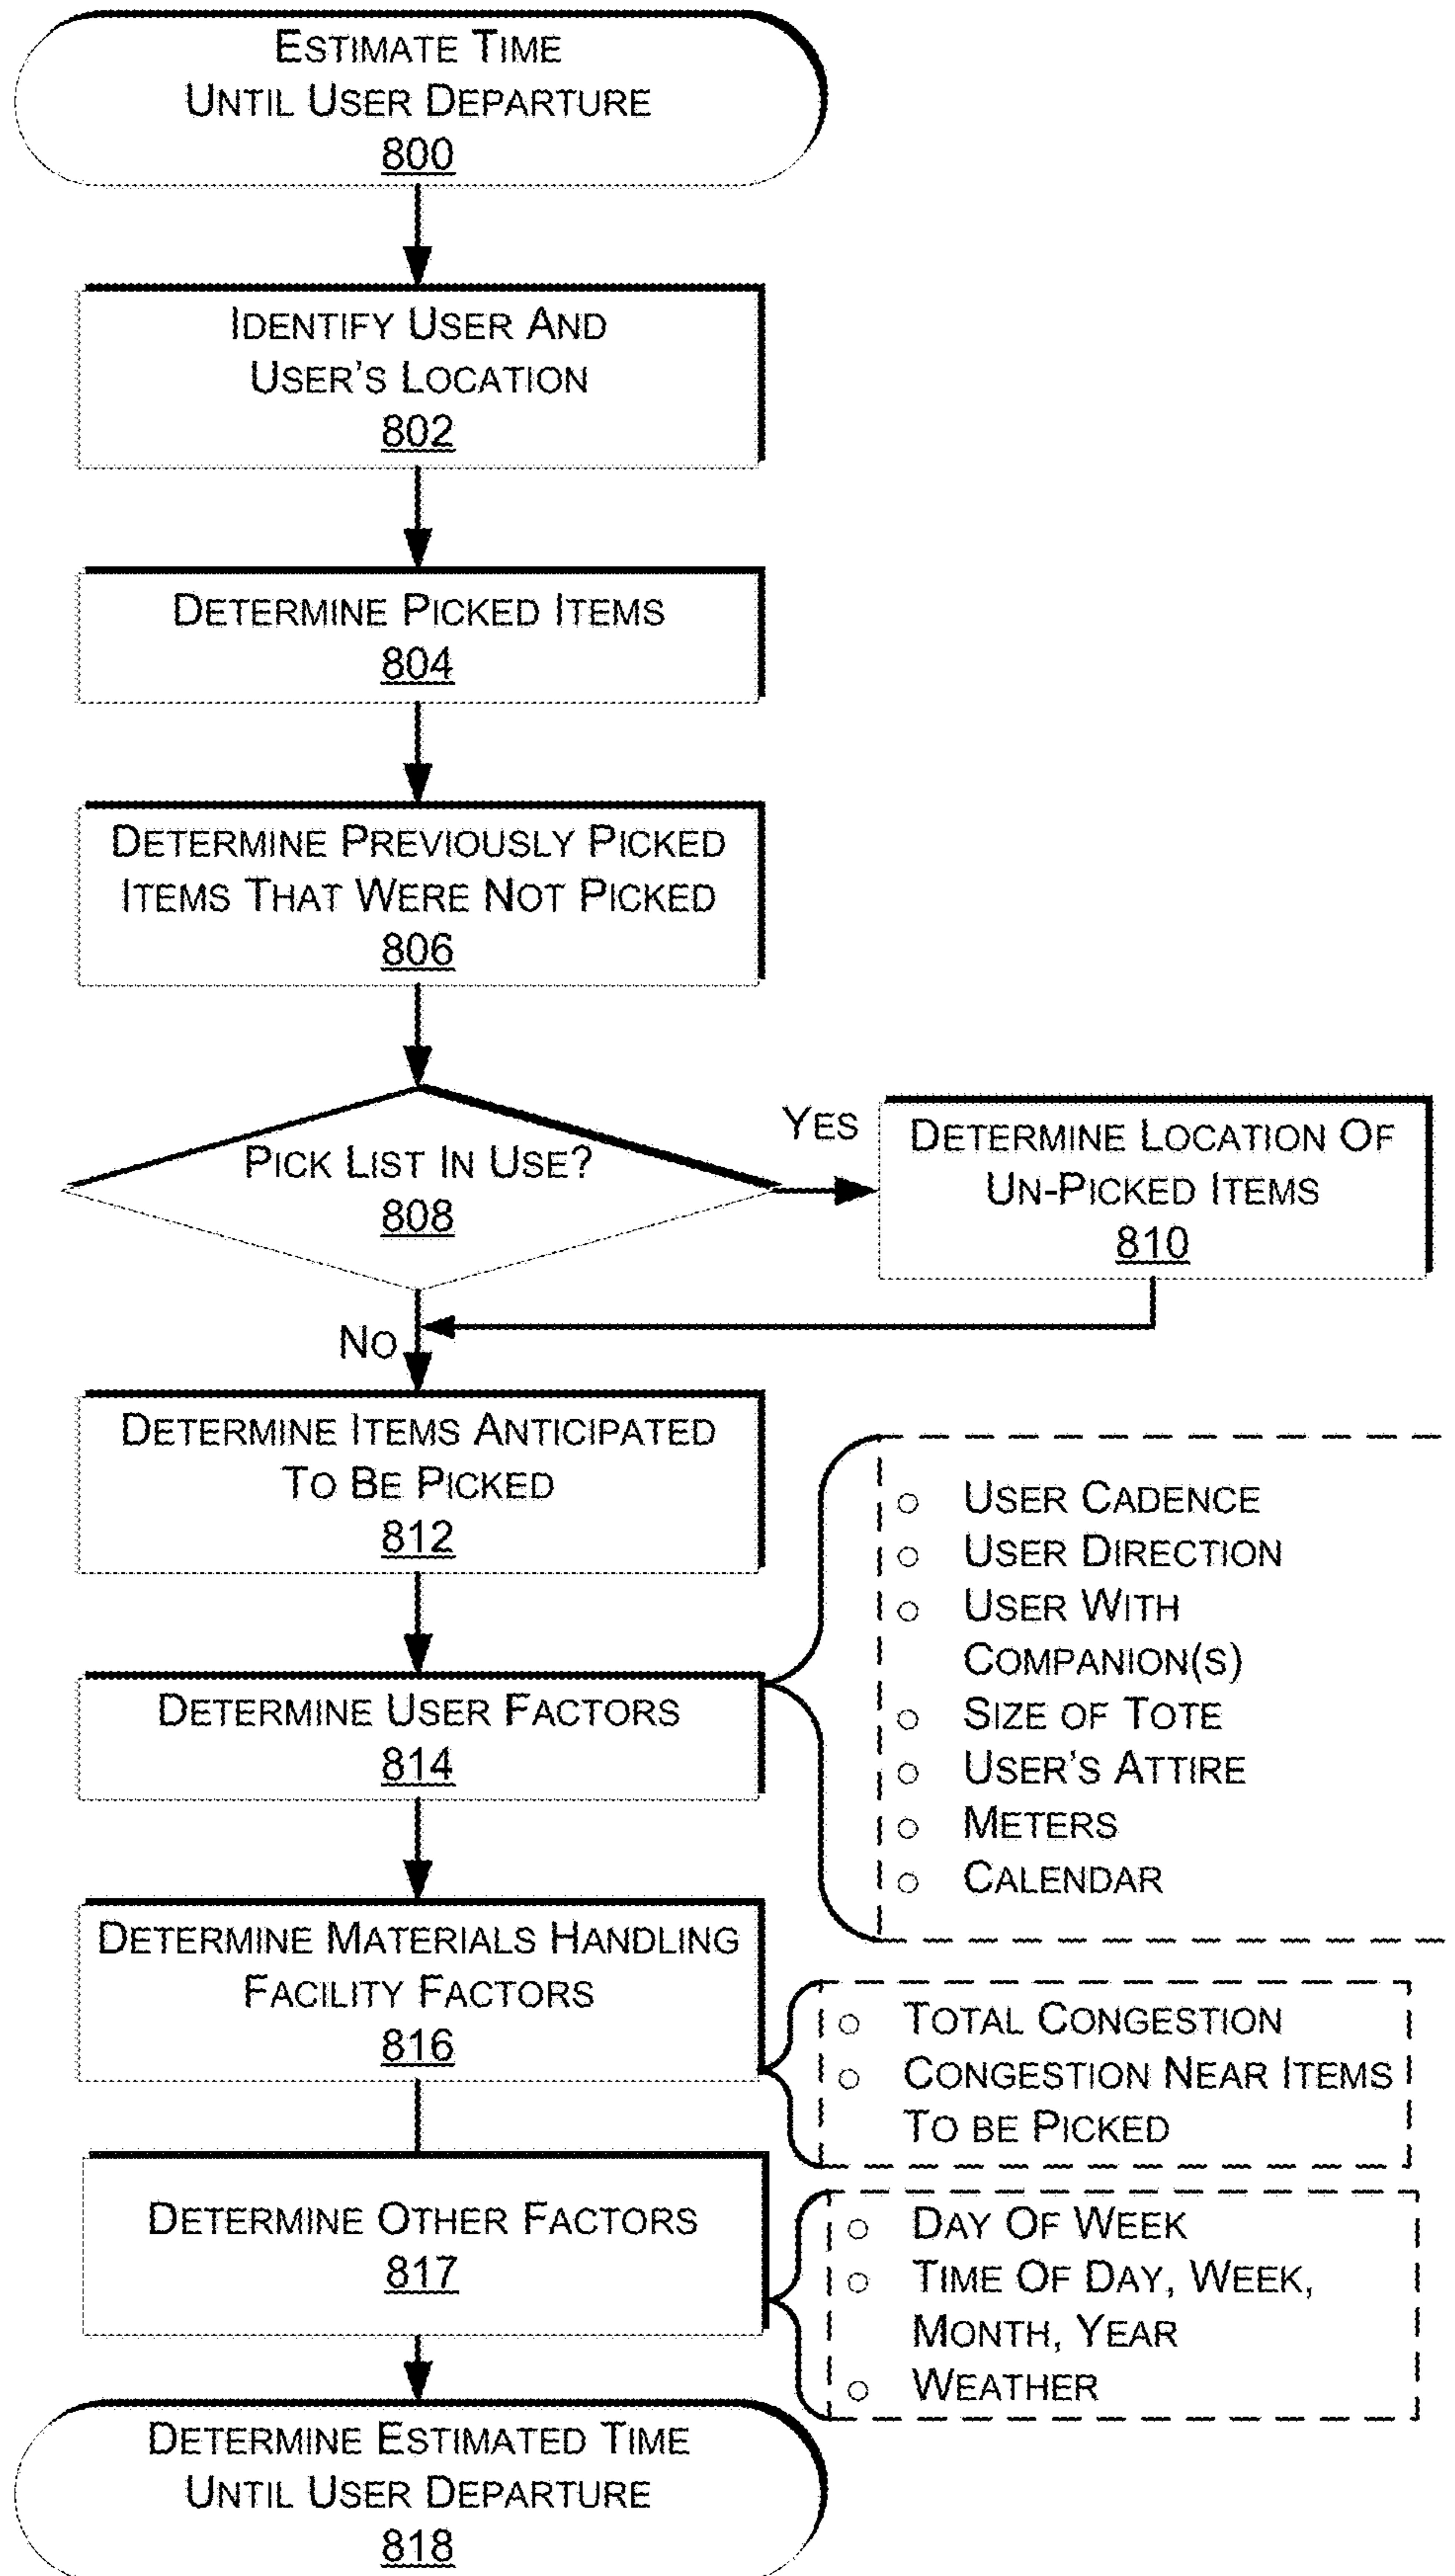 ESTIMATE TIME
UNTIL USER DEPARTURE
800
IDENTIFY USER AND
USER'S LOCATION
802
DETERMINE PICKED ITEMS
804
DETERMINE PREVIOUSLY PICKED
ITEMS THAT WERE NOT PICKED
806
PICK LIST IN USE?
808
YES
DETERMINE LOCATION OF
UN-PICKED ITEMS
810
NO
DETERMINE ITEMS ANTICIPATED
TO BE PICKED
812
DETERMINE USER FACTORS
814
○ USER CADENCE
○ USER DIRECTION
○ USER WITH
COMPANION(S)
○ SIZE OF TOTE
○ USER'S ATTIRE
○ METERS
○ CALENDAR
DETERMINE MATERIALS HANDLING
FACILITY FACTORS
816
○ TOTAL CONGESTION
○ CONGESTION NEAR ITEMS
TO BE PICKED
DETERMINE OTHER FACTORS
817
○ DAY OF WEEK
○ TIME OF DAY, WEEK,
MONTH, YEAR
○ WEATHER
DETERMINE ESTIMATED TIME
UNTIL USER DEPARTURE
818